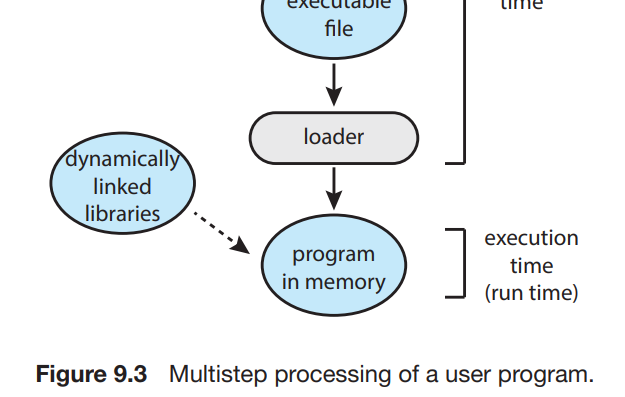 executable
file
time
loader
dynamically
linked
libraries
program
in memory
execution
time
(run time)
Figure 9.3 Multistep processing of a user program.